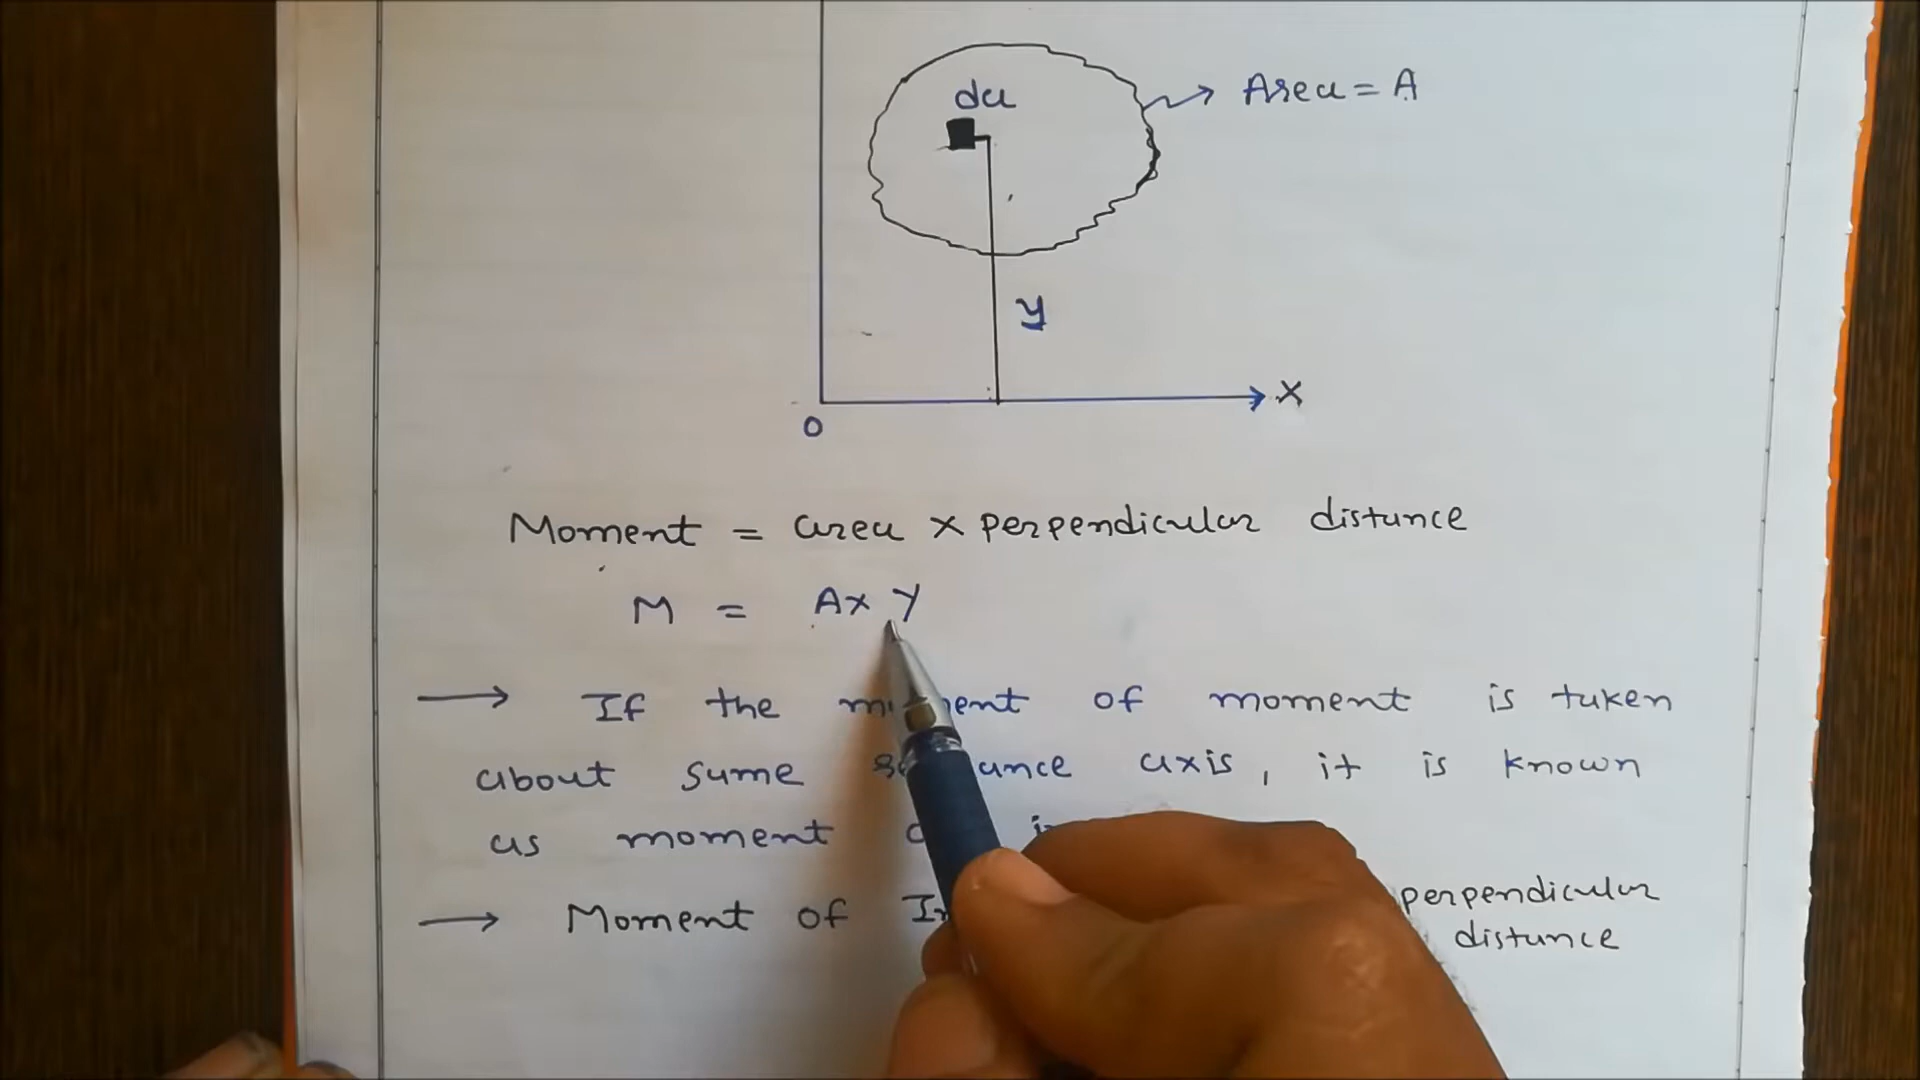 da
Area = A
y
X
O
Moment = area × perpendicular distance
M = A× Y
→ If the moment of moment is taken
about same axis, it is known
as moment
→ Moment of perpendicular
distance